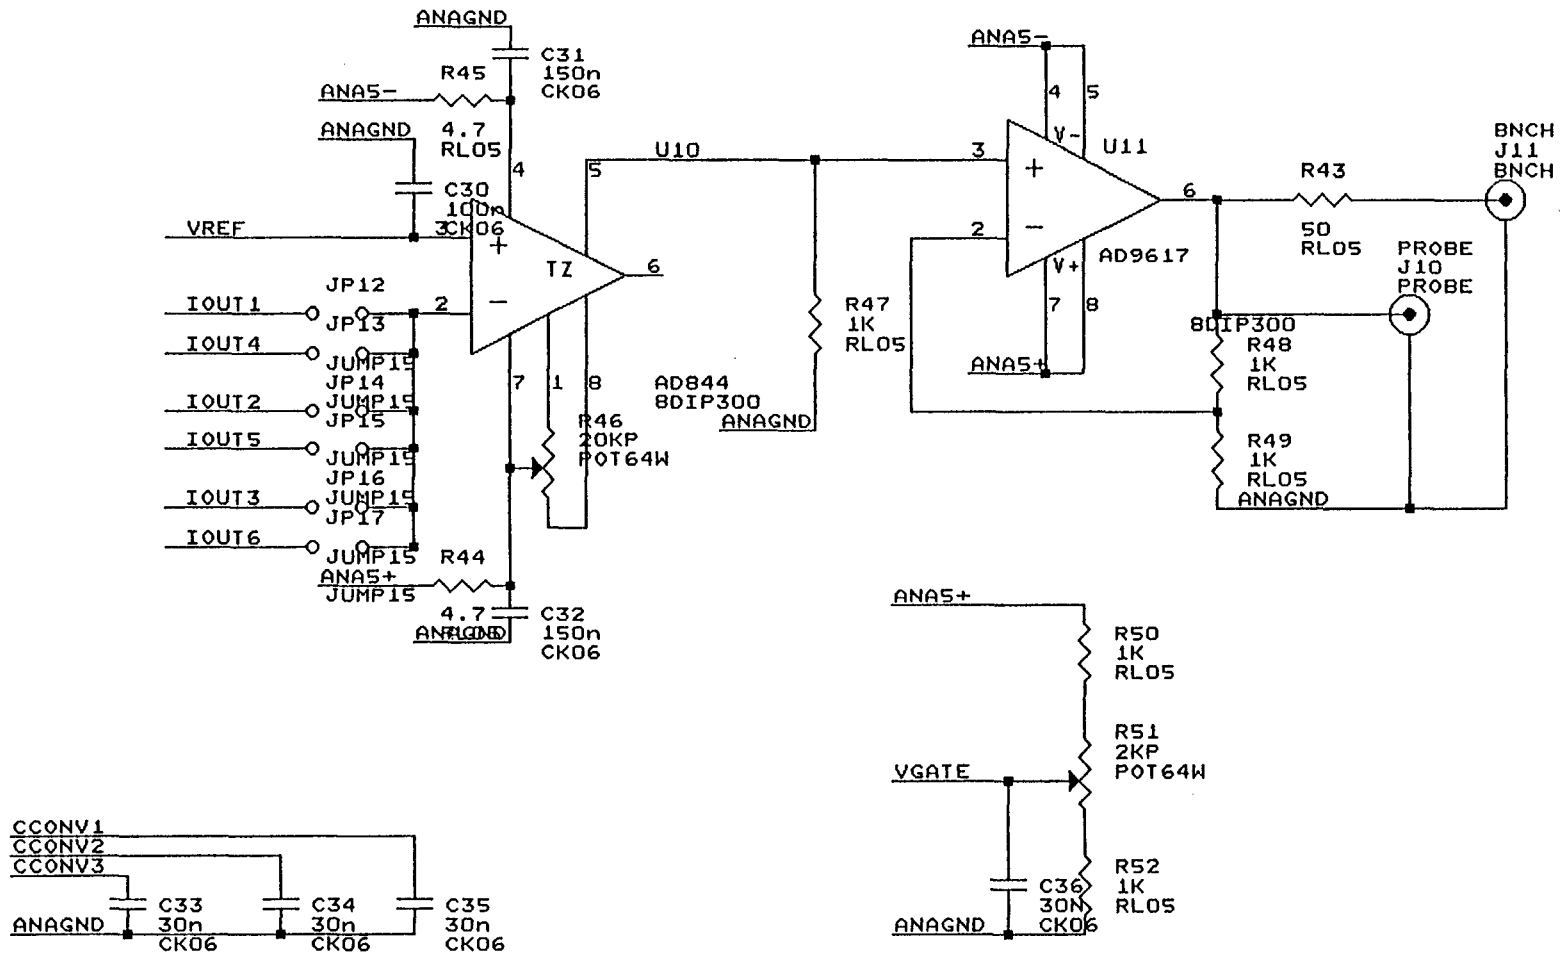 ANAGND
C31
150n
CK06
R45
ANA5-
4.7
RL05
ANAGND
4
C30
100n
CK06
VREF
3
+
TZ
6
5
U10
-
2
IOUT1
JP12
IOUT4
JP13
JUMP15
IOUT2
JP14
JUMP15
IOUT5
JP15
JUMP15
IOUT3
JP16
JUMP15
IOUT6
JP17
JUMP15
JUMP15
7
1
8
AD844
8DIP300
R46
20KP
POT64W
ANA5+
R44
4.7
RL05
ANAGND
C32
150n
CK06
R47
1K
RL05
ANAGND
ANA5-
4
5
V-
U11
3
+
2
-
6
V+
AD9617
7
8
ANA5+
8DIP300
R43
50
RL05
BNCH
J11
BNCH
PROBE
J10
PROBE
R48
1K
RL05
R49
1K
RL05
ANAGND
ANA5+
R50
1K
RL05
R51
2KP
POT64W
VGATE
R52
1K
RL05
C36
30N
CK06
ANAGND
CCONV1
CCONV2
CCONV3
C33
30n
CK06
C34
30n
CK06
C35
30n
CK06
ANAGND